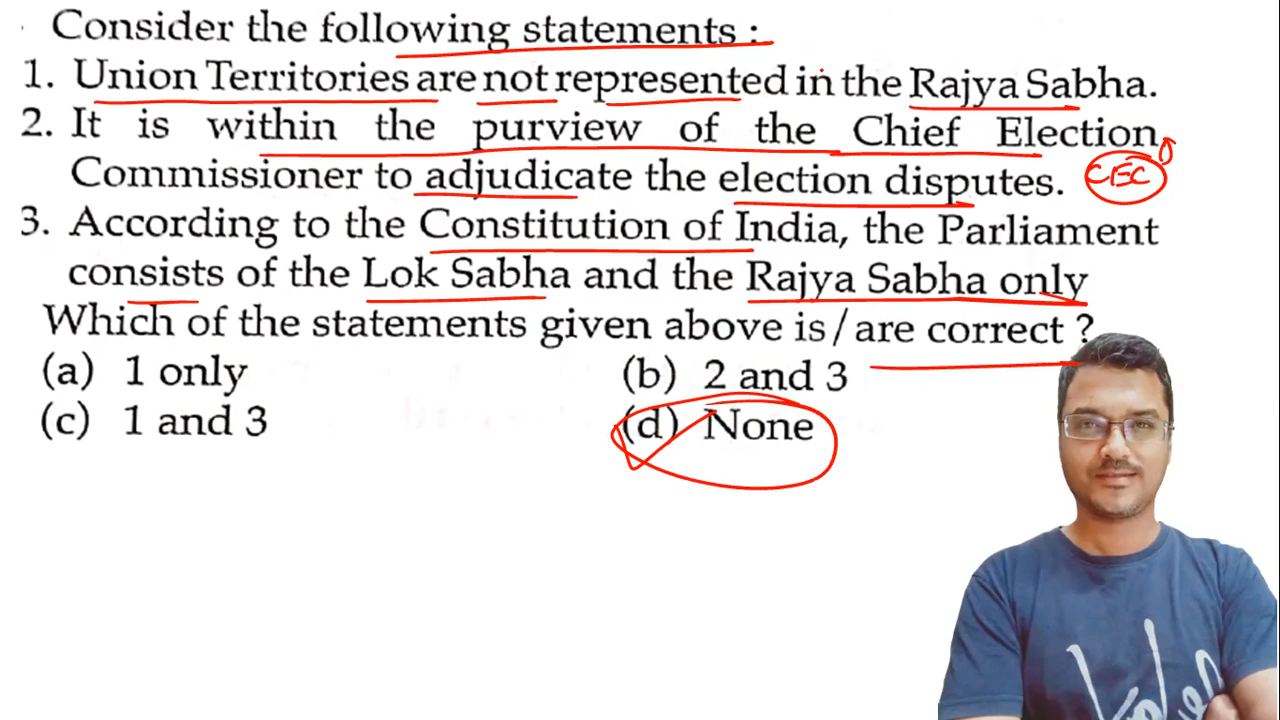 Consider the following statements :
1. Union Territories are not represented in the Rajya Sabha.
2. It is within the purview of the Chief Election
Commissioner to adjudicate the election disputes.
CEC
3. According to the Constitution of India, the Parliament
consists of the Lok Sabha and the Rajya Sabha only
Which of the statements given above is/are correct ?
(a) 1 only (b) 2 and 3
(c) 1 and 3 (d) None